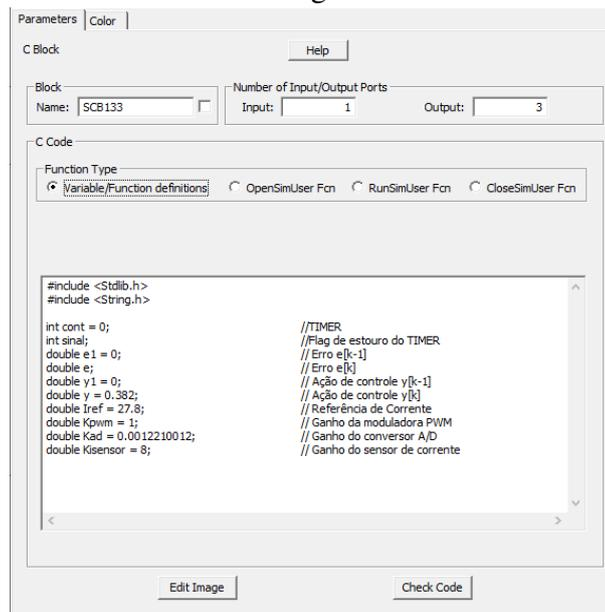 Parameters Color
C Block Help
Block Number of Input/Output Ports
Name: SCB133 Input: 1 Output: 3
C Code
Function Type
Variable/Function definitions OpenSimUser Fcn RunSimUser Fcn CloseSimUser Fcn
#include <Stdlib.h>
#include <String.h>
int cont = 0; //TIMER
int sinal; //Flag de estouro do TIMER
double e1 = 0; // Erro e[k-1]
double e; // Erro e[k]
double y1 = 0; // Ação de controle y[k-1]
double y = 0.382; // Ação de controle y[k]
double Iref = 27.8; // Referência de Corrente
double Kpwm = 1; // Ganho da moduladora PWM
double Kad = 0.0012210012; // Ganho do conversor A/D
double Kisensor = 8; // Ganho do sensor de corrente
Edit Image Check Code